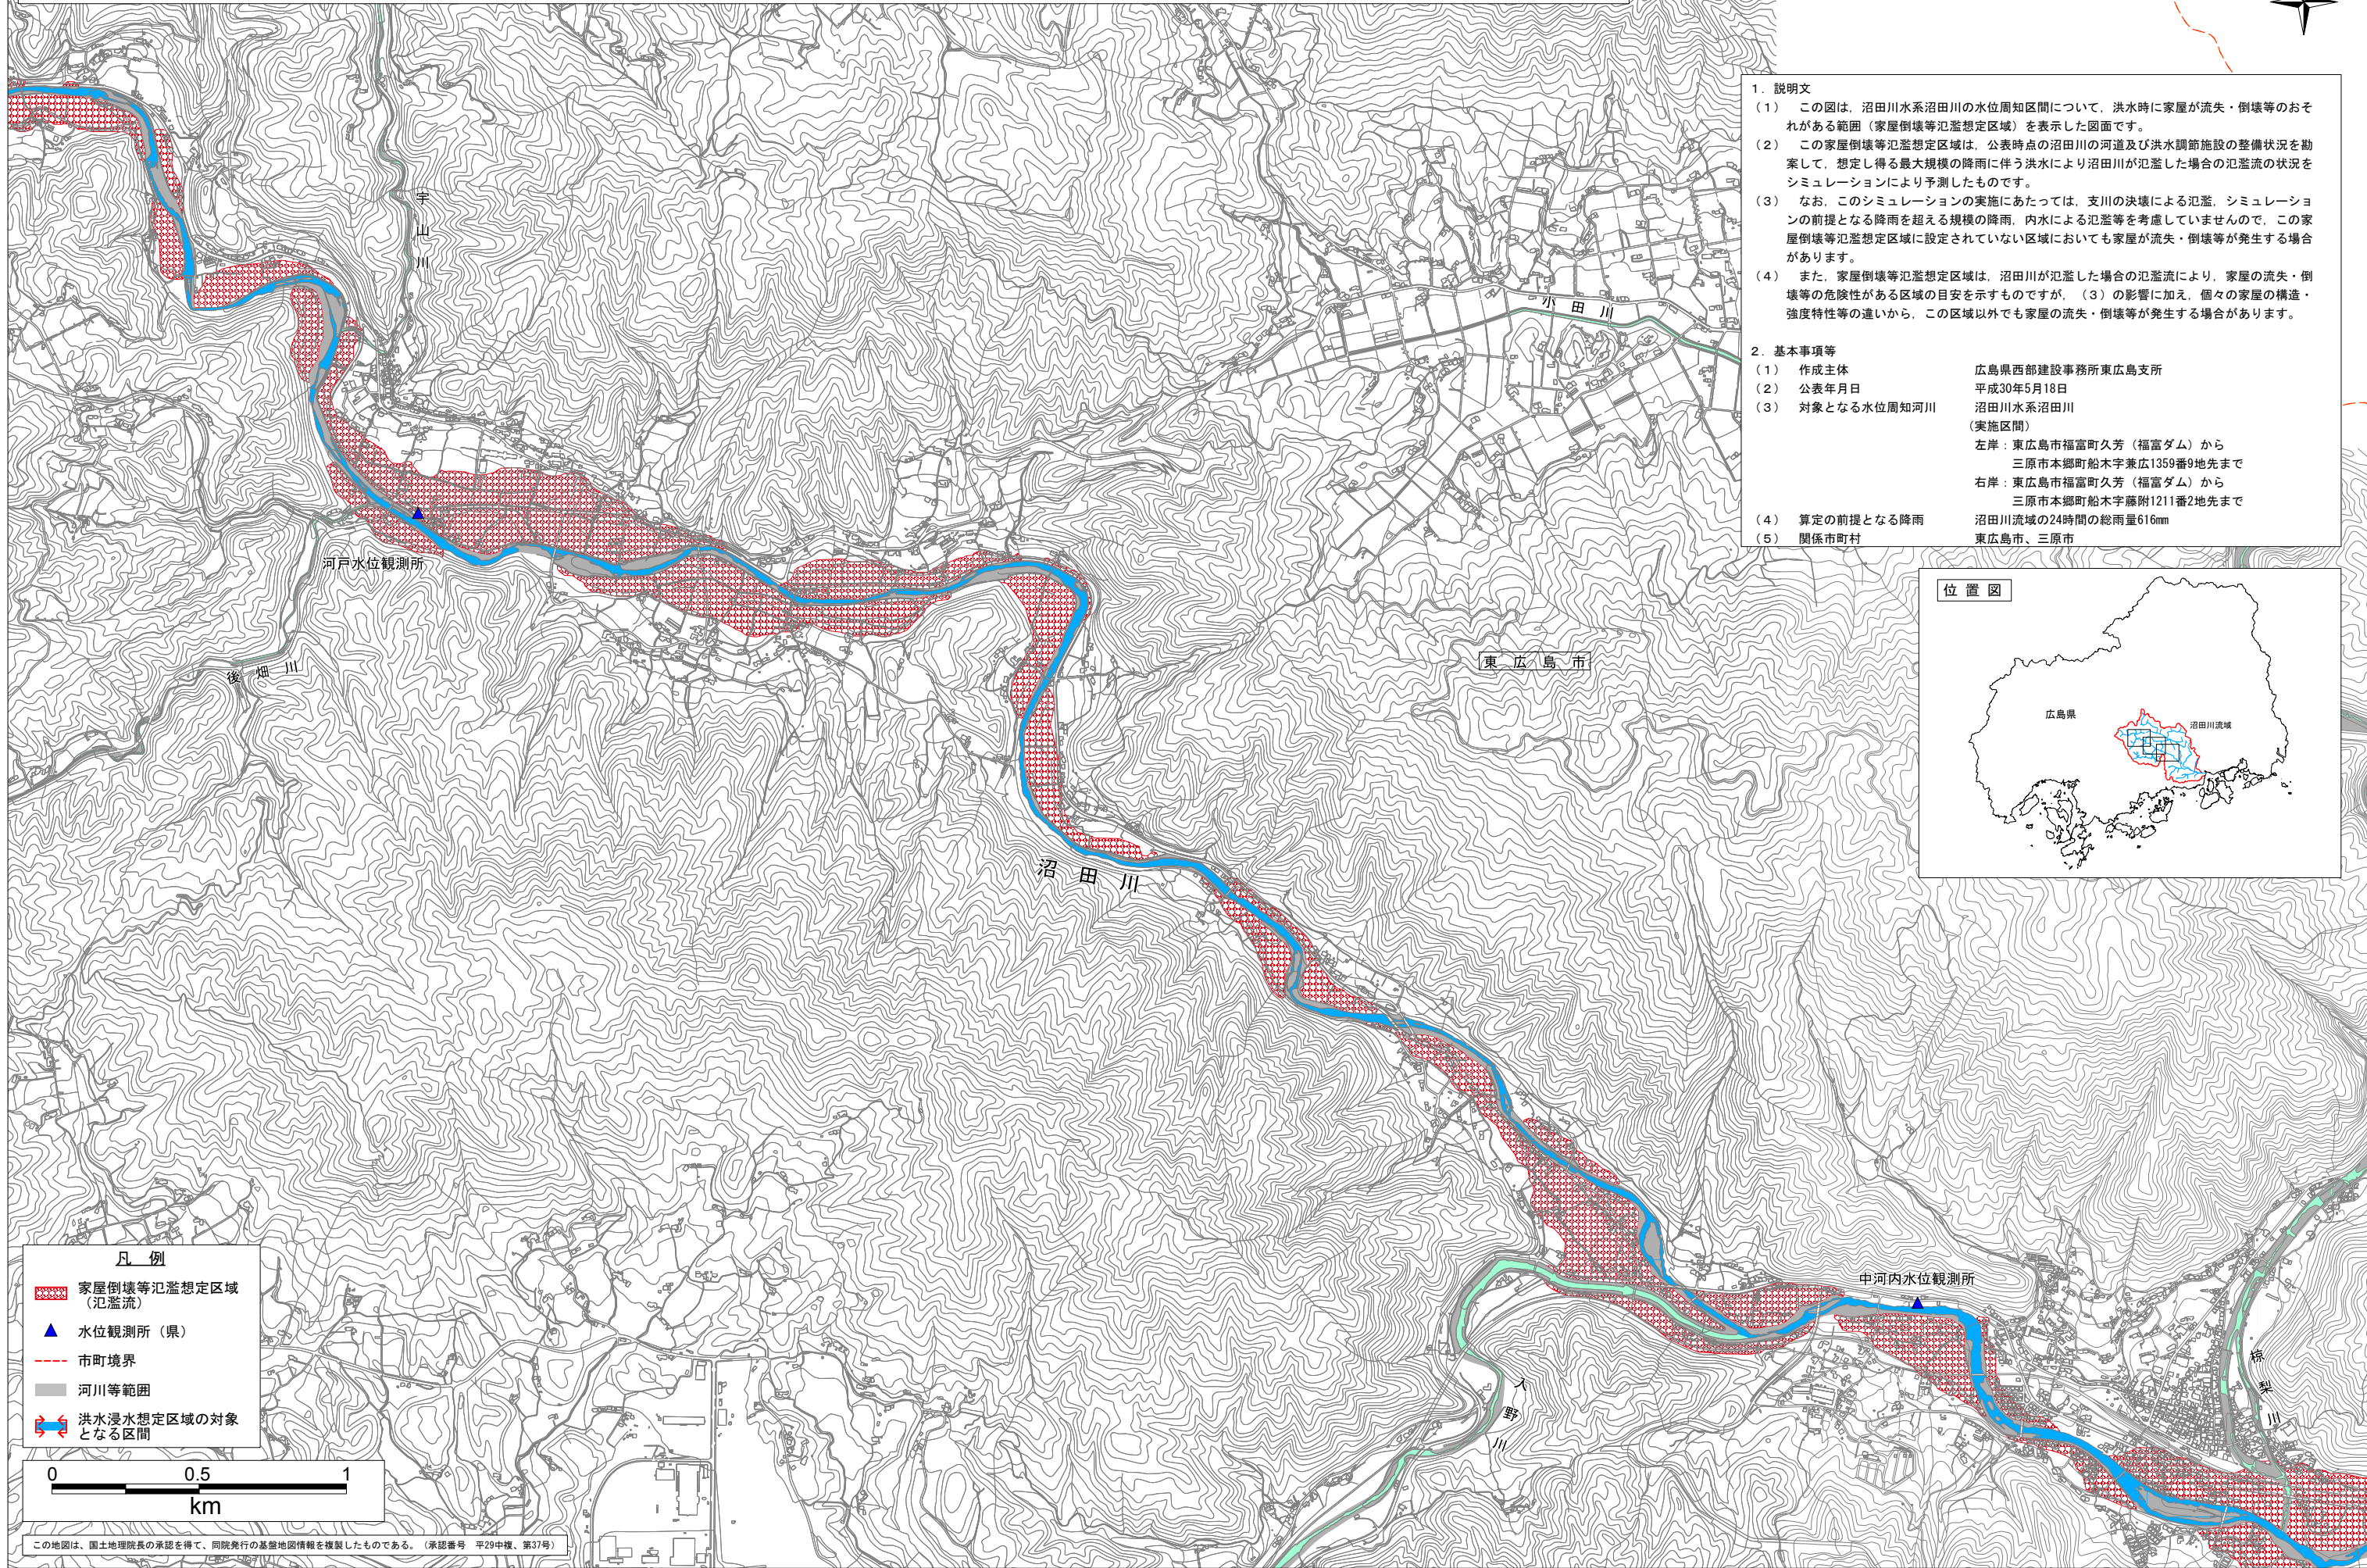 1．説明文
（1）　この図は，沼田川水系沼田川の水位周知区間について，洪水時に家屋が流失・倒壊等のおそ
れがある範囲（家屋倒壊等氾濫想定区域）を表示した図面です。
（2）　この家屋倒壊等氾濫想定区域は，公表時点の沼田川の河道及び洪水調節施設の整備状況を勘
案して，想定し得る最大規模の降雨に伴う洪水により沼田川が氾濫した場合の氾濫流の状況を
シミュレーションにより予測したものです。
（3）　なお，このシミュレーションの実施にあたっては，支川の決壊による氾濫，シミュレーショ
ンの前提となる降雨を超える規模の降雨，内水による氾濫等を考慮していませんので，この家
屋倒壊等氾濫想定区域に設定されていない区域においても家屋が流失・倒壊等が発生する場合
があります。
（4）　また，家屋倒壊等氾濫想定区域は，沼田川が氾濫した場合の氾濫流により，家屋の流失・倒
壊等の危険性がある区域の目安を示すものですが，（3）の影響に加え，個々の家屋の構造・
強度特性等の違いから，この区域以外でも家屋の流失・倒壊等が発生する場合があります。
2．基本事項等
（1）　作成主体　広島県西部建設事務所東広島支所
（2）　公表年月日　平成30年5月18日
（3）　対象となる水位周知河川　沼田川水系沼田川
（実施区間）
左岸：東広島市福富町久芳（福富ダム）から
三原市本郷町船木字兼広1359番9地先まで
右岸：東広島市福富町久芳（福富ダム）から
三原市本郷町船木字藤附1211番2地先まで
（4）　算定の前提となる降雨　沼田川流域の24時間の総雨量616mm
（5）　関係市町村　東広島市、三原市
宇山川
小田川
河戸水位観測所
後畑川
東広島市
位置図
広島県
沼田川流域
沼田川
中河内水位観測所
入野川
椋梨川
凡　例
家屋倒壊等氾濫想定区域
（氾濫流）
水位観測所（県）
市町境界
河川等範囲
洪水浸水想定区域の対象
となる区間
0　0.5　1
km
この地図は、国土地理院長の承認を得て、同院発行の基盤地図情報を複製したものである。（承認番号　平29中複、第37号）